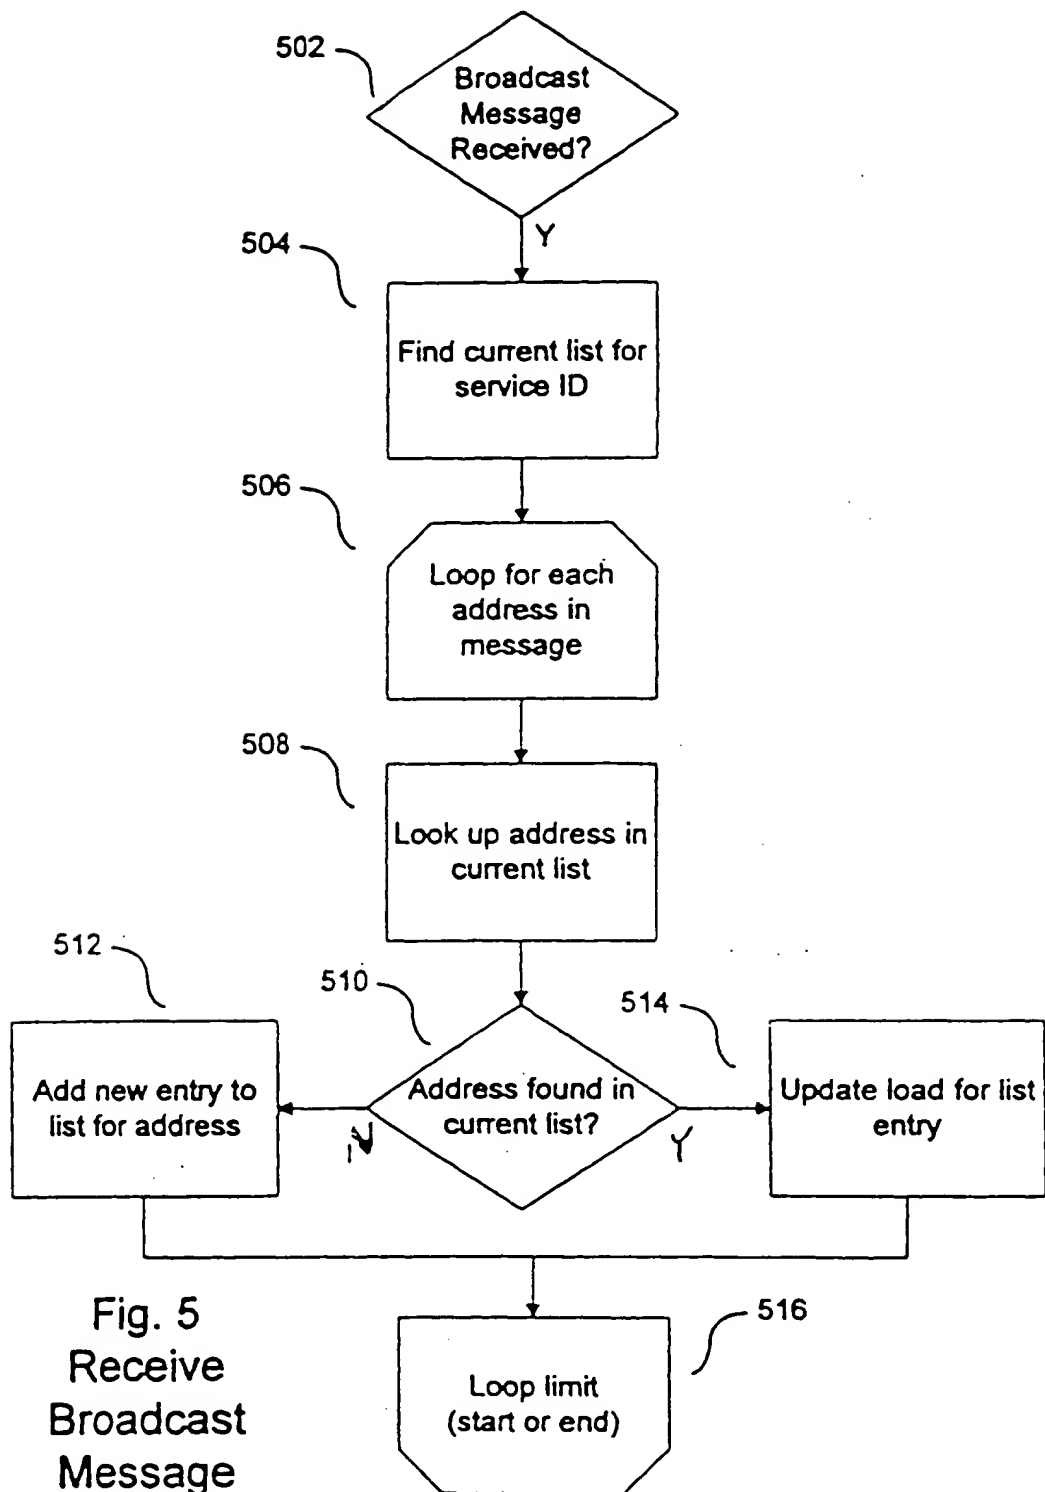 502
Broadcast
Message
Received?
Y
504
Find current list for
service ID
506
Loop for each
address in
message
508
Look up address in
current list
512
510
514
Add new entry to
list for address
Address found in
current list?
Update load for list
entry
N
Y
516
Loop limit
(start or end)
Fig. 5
Receive
Broadcast
Message